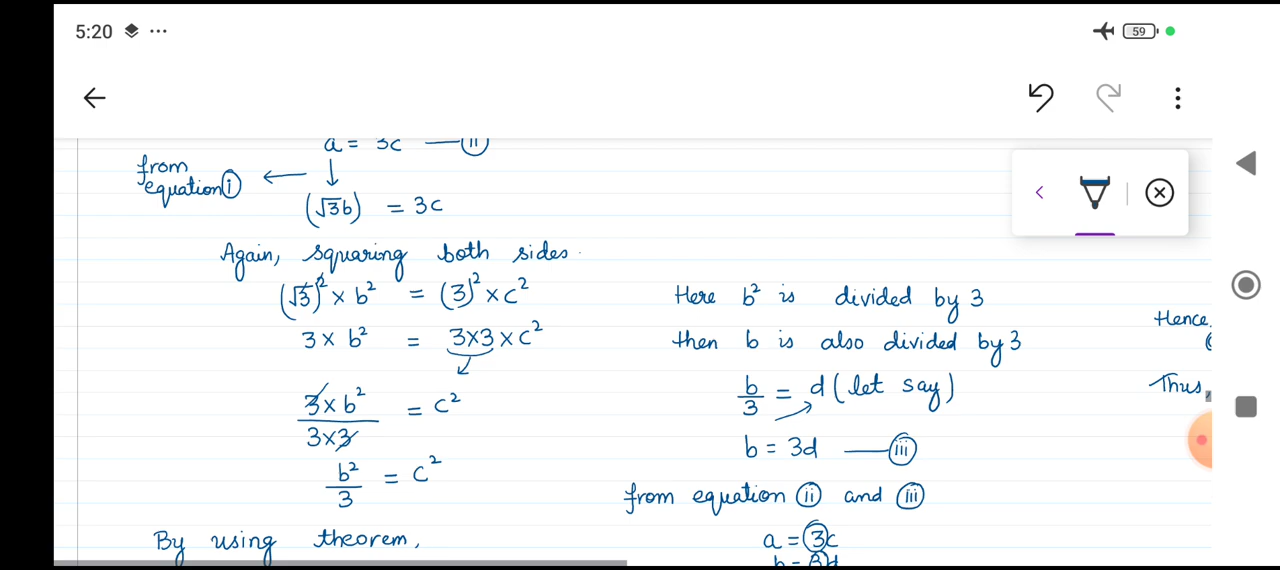 5:20 ...
59
a = 3c — (ii)
from
equation (i) ←
↓
(√3b) = 3c
Again, squaring both sides.
(√3)² × b² = (3)² × c²
3 × b² = 3×3 × c²
3 × b² / 3 × 3 = c²
b²/3 = c²
By using theorem,
Here b² is divided by 3
then b is also divided by 3
b/3 = d (let say)
b = 3d — (iii)
from equation (ii) and (iii)
a = 3c
b = 3d
Hence,
Thus,